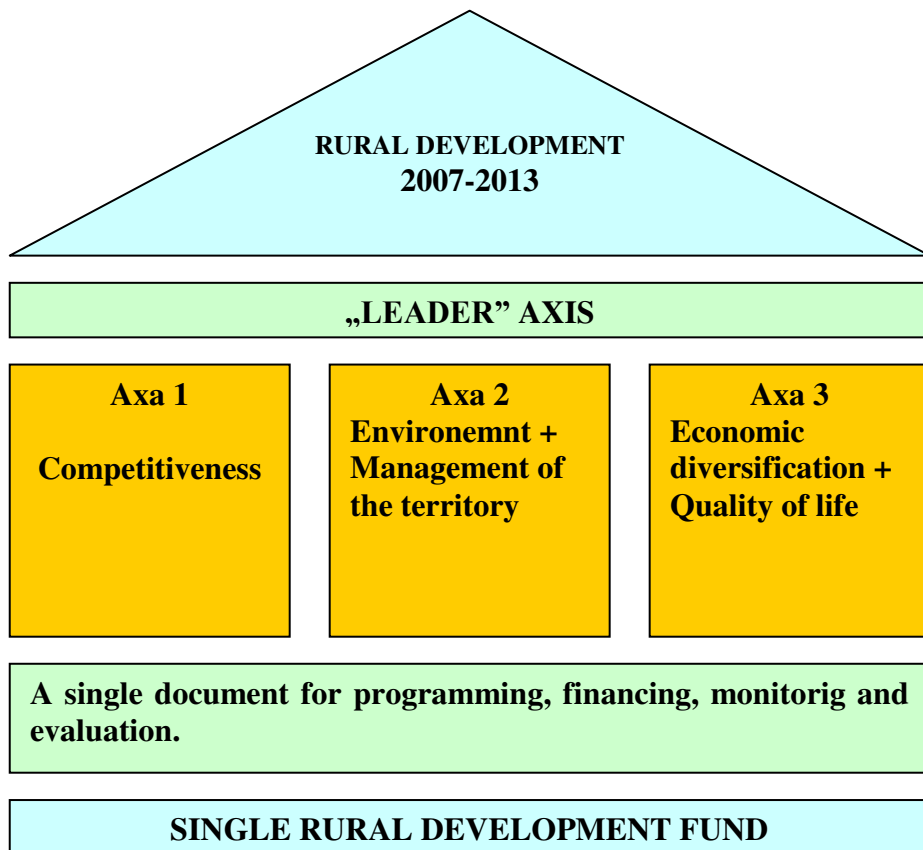 RURAL DEVELOPMENT
2007-2013
„LEADER” AXIS
Axa 1
Competitiveness
Axa 2
Environemnt +
Management of
the territory
Axa 3
Economic
diversification +
Quality of life
A single document for programming, financing, monitorig and
evaluation.
SINGLE RURAL DEVELOPMENT FUND